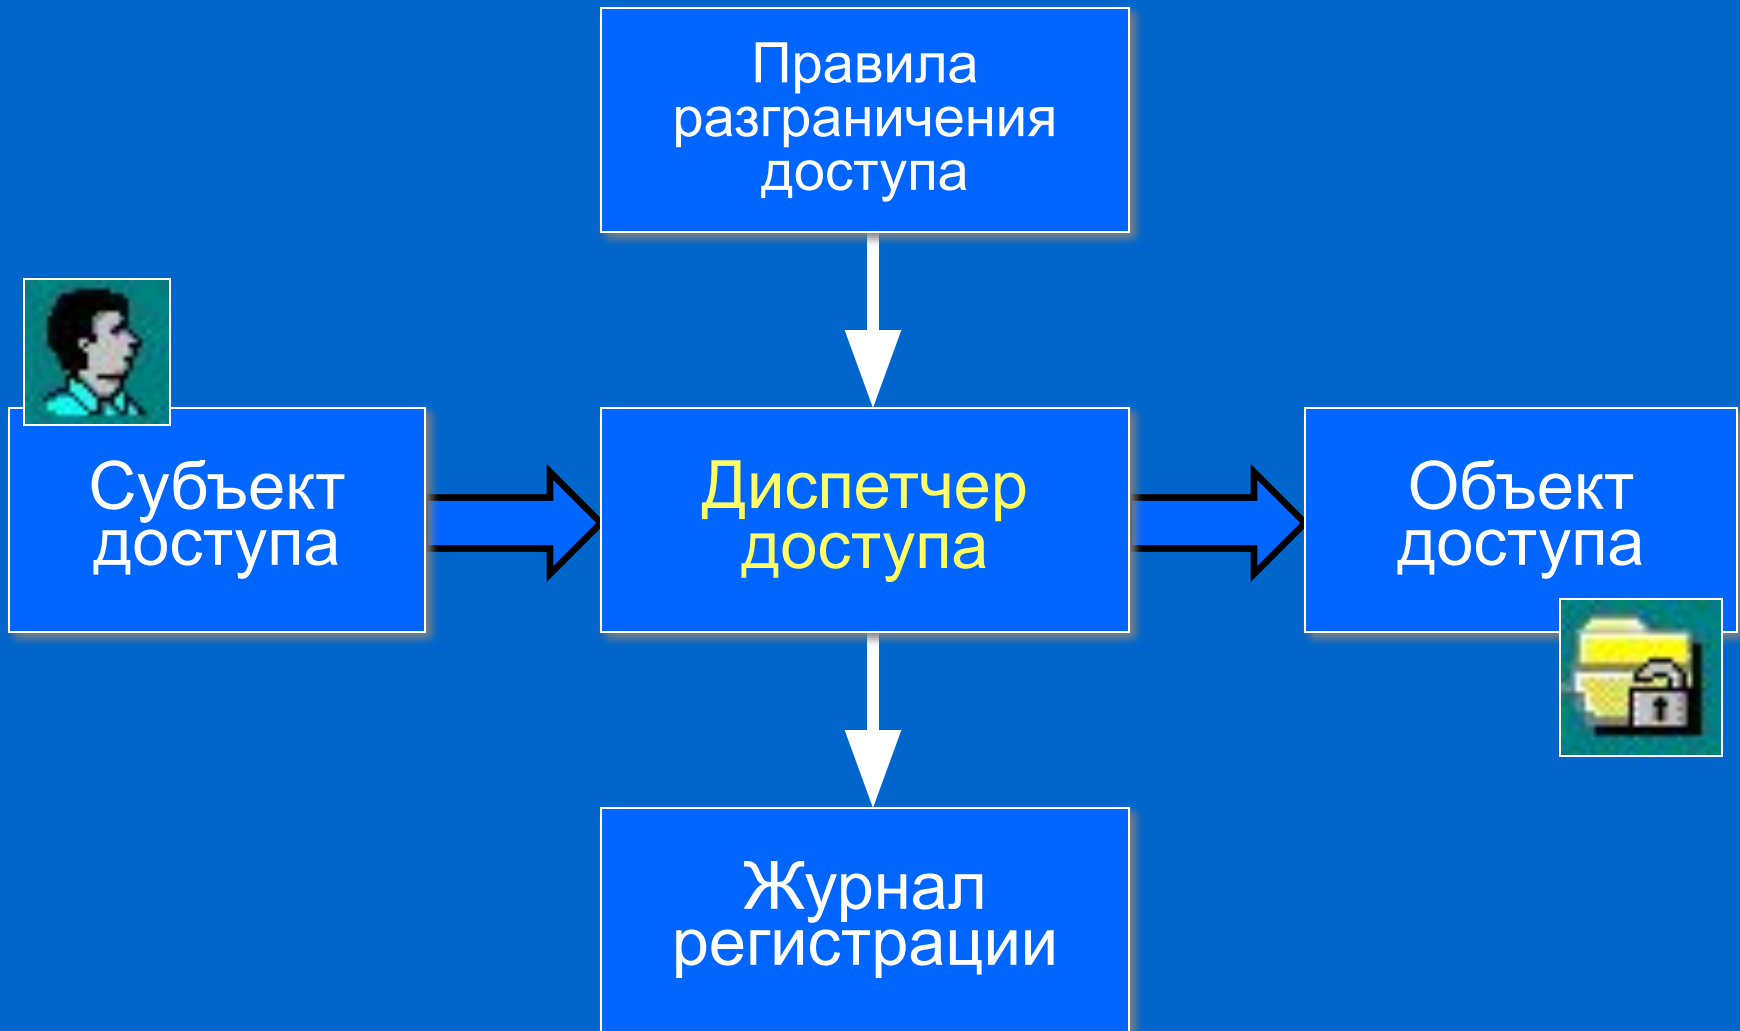 Правила
разграничения
доступа
Субъект
доступа
Диспетчер
доступа
Объект
доступа
Журнал
регистрации